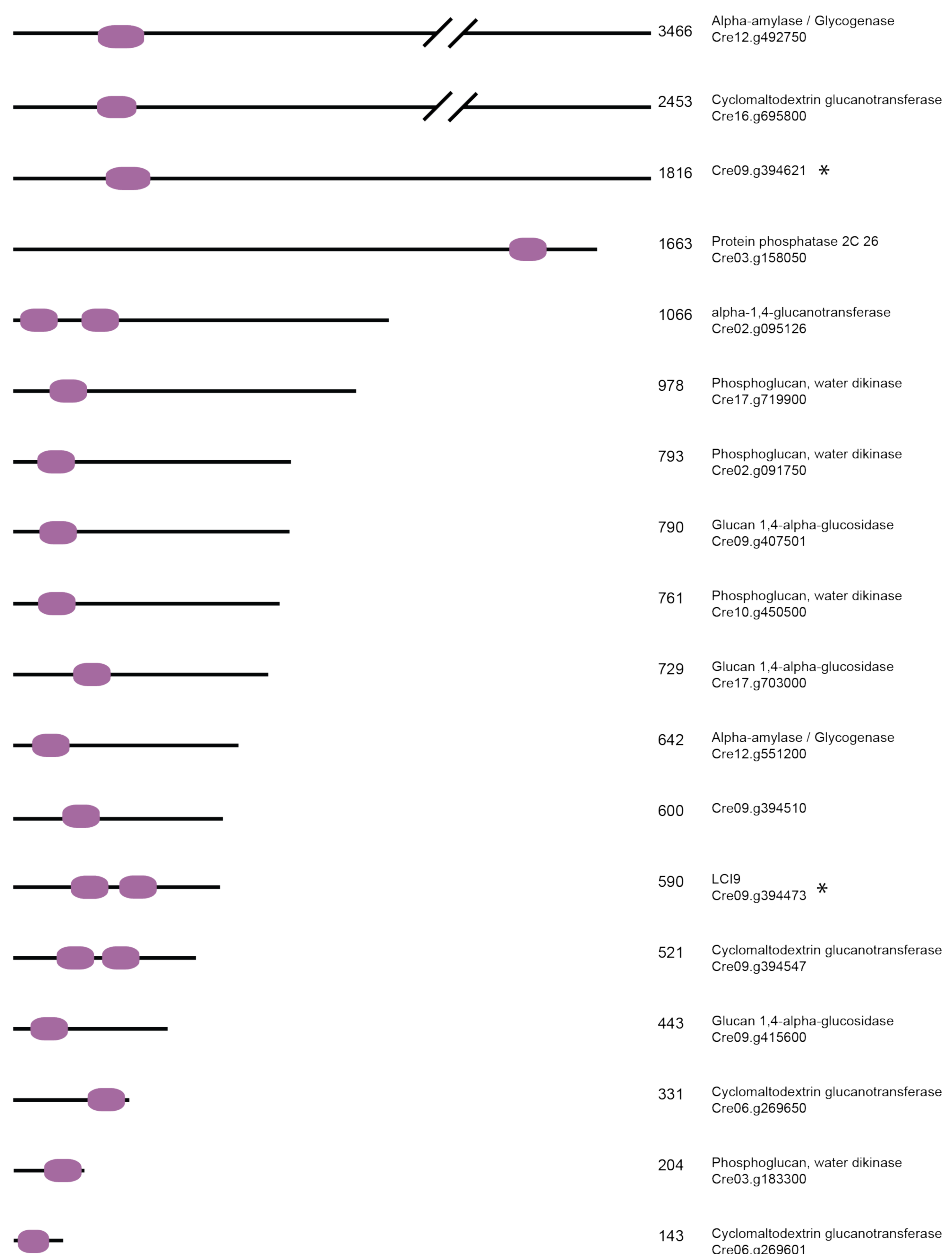 3466 Alpha-amylase / Glycogenase
Cre12.g492750
2453 Cyclomaltodextrin glucanotransferase
Cre16.g695800
1816 Cre09.g394621 *
1663 Protein phosphatase 2C 26
Cre03.g158050
1066 alpha-1,4-glucanotransferase
Cre02.g095126
978 Phosphoglucan, water dikinase
Cre17.g719900
793 Phosphoglucan, water dikinase
Cre02.g091750
790 Glucan 1,4-alpha-glucosidase
Cre09.g407501
761 Phosphoglucan, water dikinase
Cre10.g450500
729 Glucan 1,4-alpha-glucosidase
Cre17.g703000
642 Alpha-amylase / Glycogenase
Cre12.g551200
600 Cre09.g394510
590 LCI9
Cre09.g394473 *
521 Cyclomaltodextrin glucanotransferase
Cre09.g394547
443 Glucan 1,4-alpha-glucosidase
Cre09.g415600
331 Cyclomaltodextrin glucanotransferase
Cre06.g269650
204 Phosphoglucan, water dikinase
Cre03.g183300
143 Cyclomaltodextrin glucanotransferase
Cre06.g269601